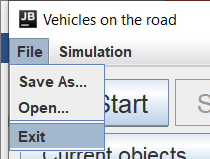 JB Vehicles on the road
File Simulation
Save As...
Open...
Start S
Exit
Current objects